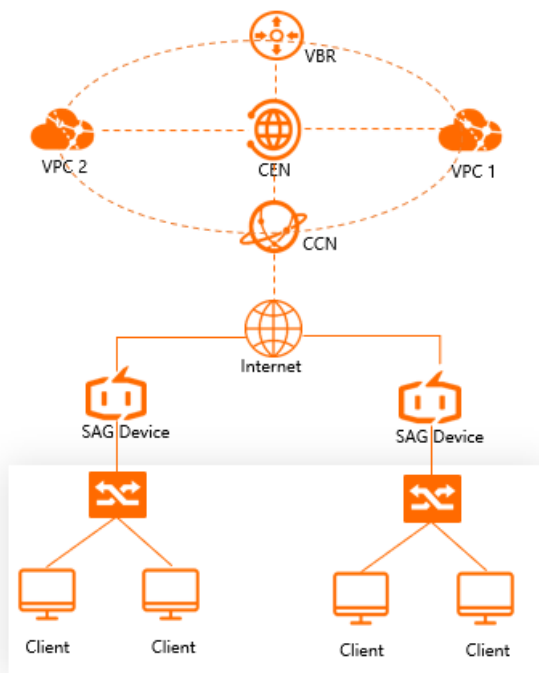 VBR
VPC 2
CEN
VPC 1
CCN
Internet
SAG Device
SAG Device
Client
Client
Client
Client